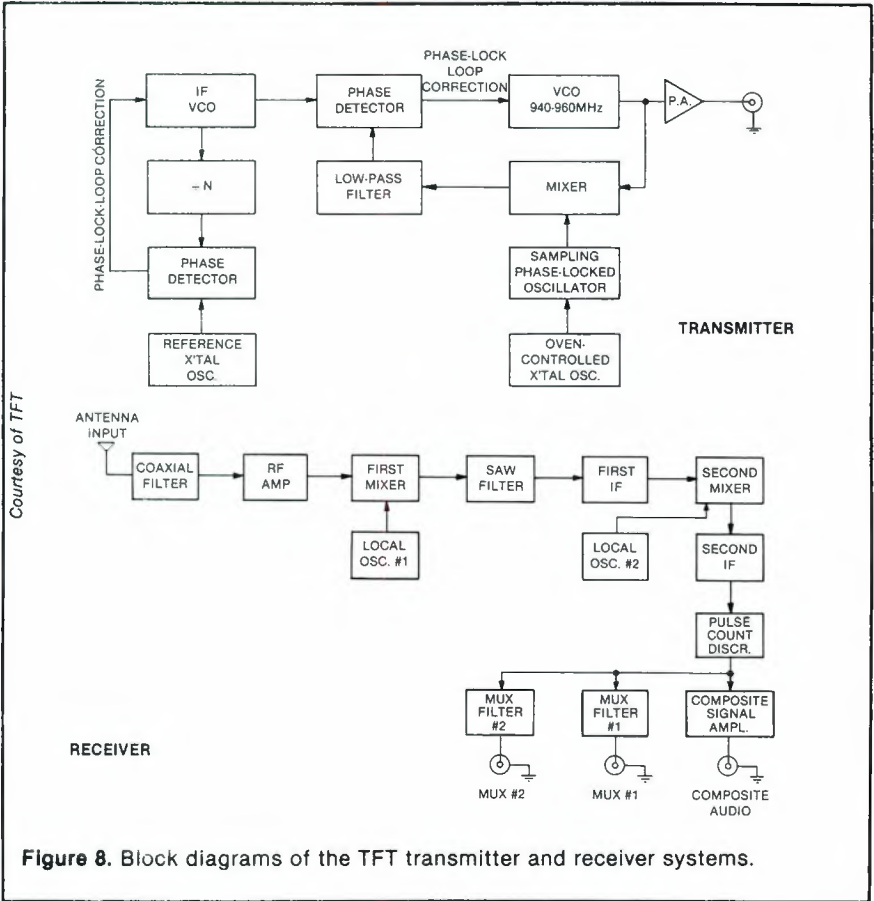 PHASE-LOCK
LOOP
CORRECTION
IF
VCO
PHASE
DETECTOR
VCO
940-960MHz
P.A.
PHASE-LOCK-LOOP CORRECTION
÷ N
LOW-PASS
FILTER
MIXER
PHASE
DETECTOR
SAMPLING
PHASE-LOCKED
OSCILLATOR
TRANSMITTER
REFERENCE
X'TAL
OSC.
OVEN-
CONTROLLED
X'TAL OSC.
Courtesy of TFT
ANTENNA
INPUT
COAXIAL
FILTER
RF
AMP
FIRST
MIXER
SAW
FILTER
FIRST
IF
SECOND
MIXER
LOCAL
OSC. #1
LOCAL
OSC. #2
SECOND
IF
PULSE
COUNT
DISCR.
MUX
FILTER
#2
MUX
FILTER
#1
COMPOSITE
SIGNAL
AMPL.
RECEIVER
MUX #2
MUX #1
COMPOSITE
AUDIO
Figure 8. Block diagrams of the TFT transmitter and receiver systems.